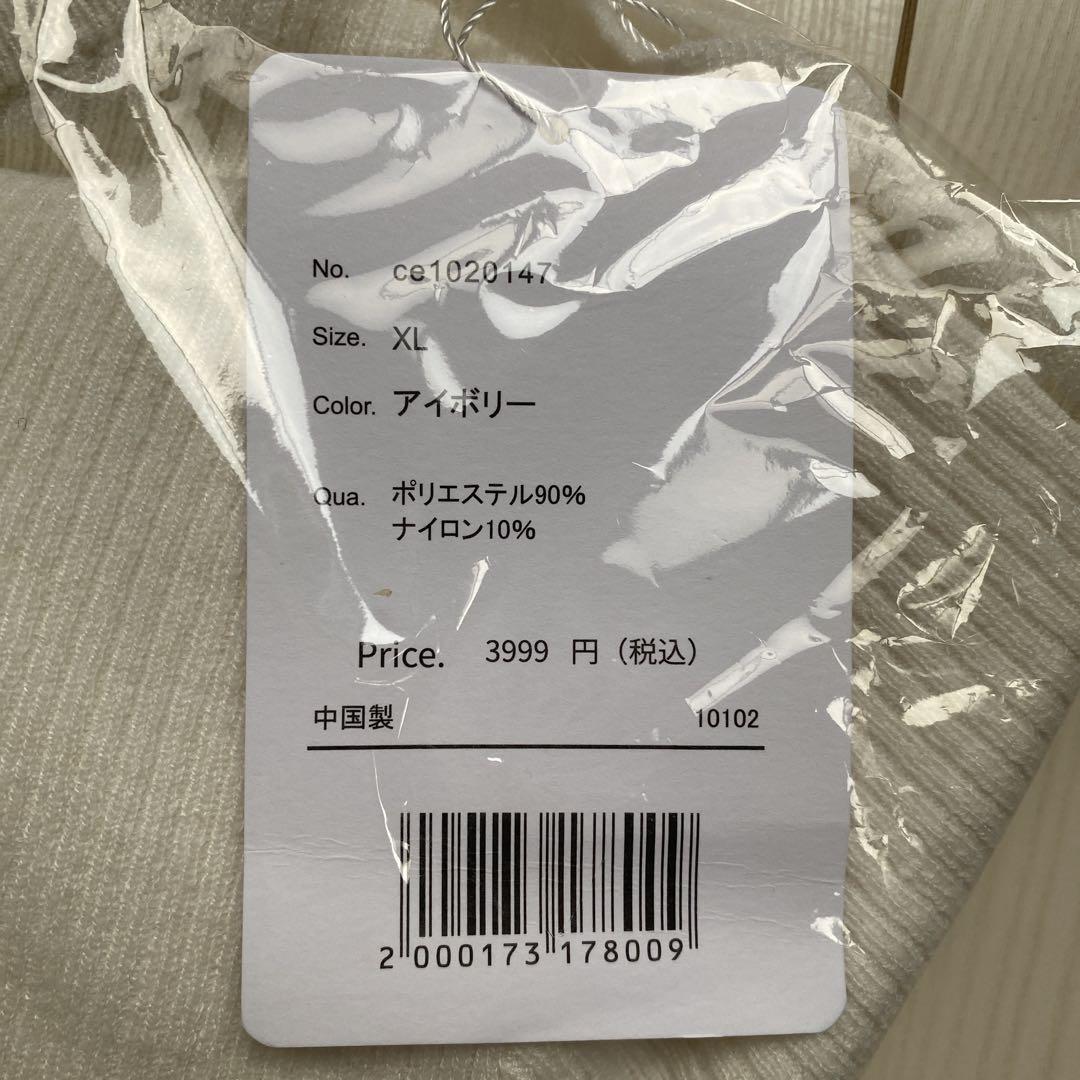 No. ce1020147
Size. XL
Color. アイボリー
Qua. ポリエステル90%
ナイロン10%
Price. 3999 円（税込）
中国製 10102
2 000173 178009